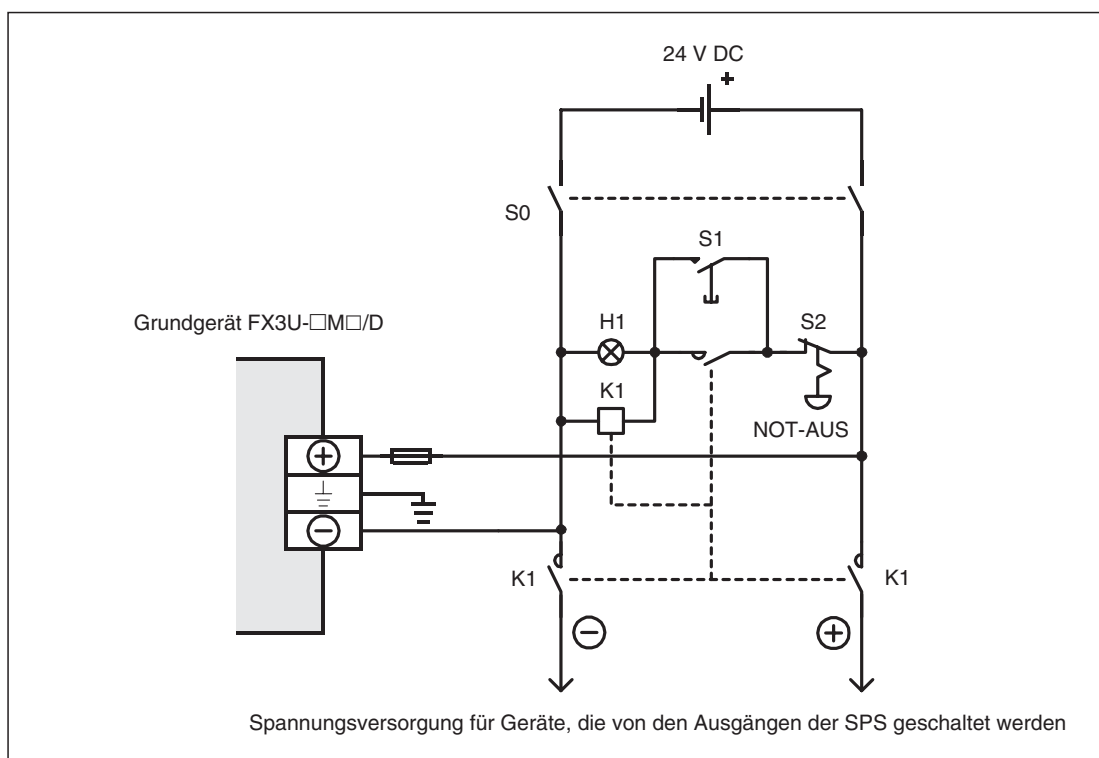 24 V DC
+
S0
S1
Grundgerät FX3U-□M□/D
H1
S2
K1
NOT-AUS
+
−
K1
K1
−
+
Spannungsversorgung für Geräte, die von den Ausgängen der SPS geschaltet werden